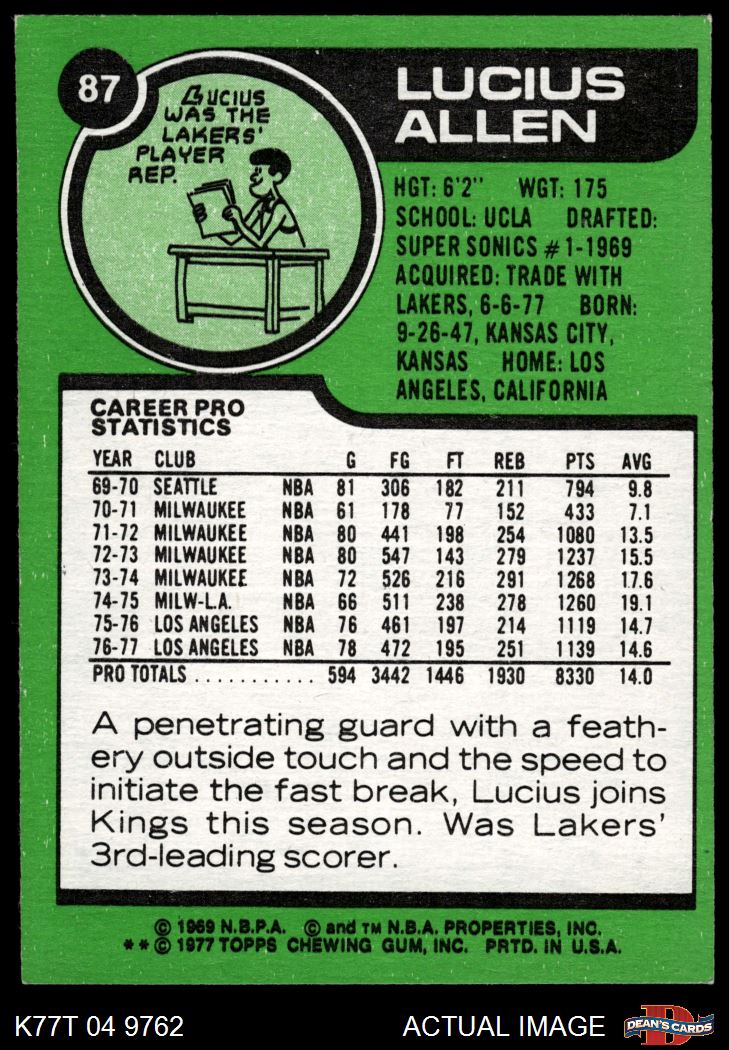 87
LUCIUS
WAS THE
LAKERS'
PLAYER
REP.
LUCIUS
ALLEN
HGT: 6'2" WGT: 175
SCHOOL: UCLA DRAFTED:
SUPER SONICS #1-1969
ACQUIRED: TRADE WITH
LAKERS, 6-6-77 BORN:
9-26-47, KANSAS CITY,
KANSAS HOME: LOS
ANGELES, CALIFORNIA
CAREER PRO
STATISTICS
YEAR CLUB G FG FT REB PTS AVG
69-70 SEATTLE NBA 81 306 182 211 794 9.8
70-71 MILWAUKEE NBA 61 178 77 152 433 7.1
71-72 MILWAUKEE NBA 80 441 198 254 1080 13.5
72-73 MILWAUKEE NBA 80 547 143 279 1237 15.5
73-74 MILWAUKEE NBA 72 526 216 291 1268 17.6
74-75 MILW-L.A. NBA 66 511 238 278 1260 19.1
75-76 LOS ANGELES NBA 76 461 197 214 1119 14.7
76-77 LOS ANGELES NBA 78 472 195 251 1139 14.6
PRO TOTALS ........... 594 3442 1446 1930 8330 14.0
A penetrating guard with a feath-
ery outside touch and the speed to
initiate the fast break, Lucius joins
Kings this season. Was Lakers'
3rd-leading scorer.
© 1969 N.B.P.A. © and TM N.B.A. PROPERTIES, INC.
** © 1977 TOPPS CHEWING GUM, INC. PRTD. IN U.S.A.
K77T 04 9762 ACTUAL IMAGE D DEAN'S CARDS